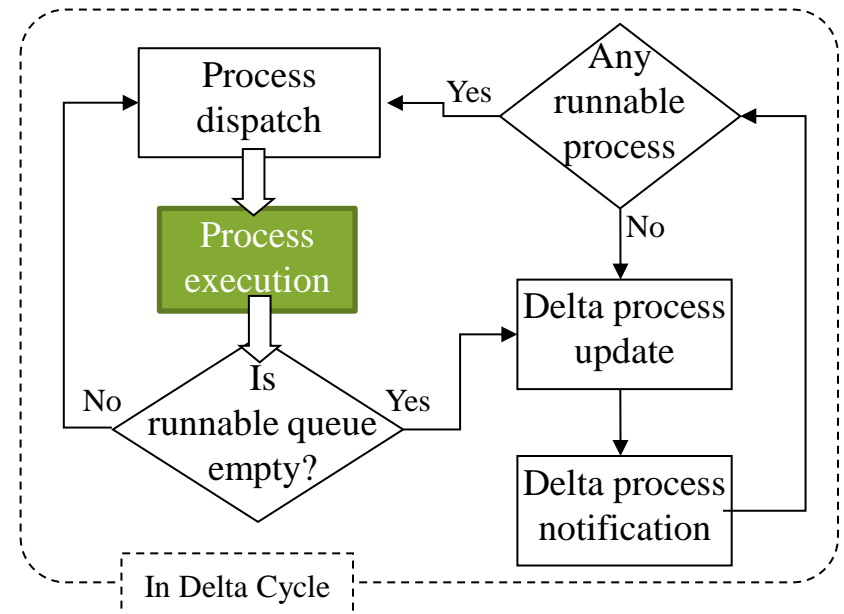 Process
dispatch
Yes
Any
runnable
process
Process
execution
No
Delta process
update
Is
runnable queue
empty?
No
Yes
Delta process
notification
In Delta Cycle